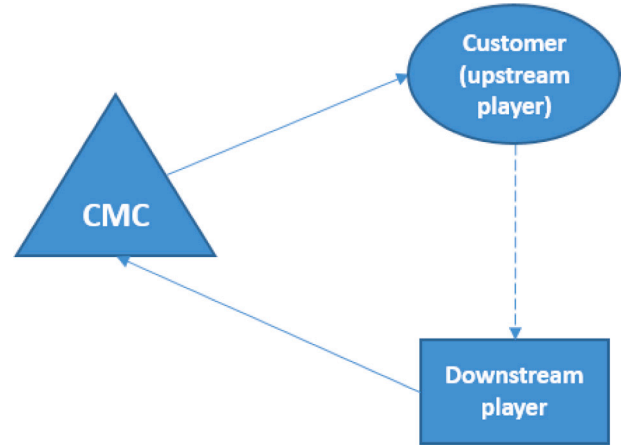 Customer
(upstream
player)
CMC
Downstream
player